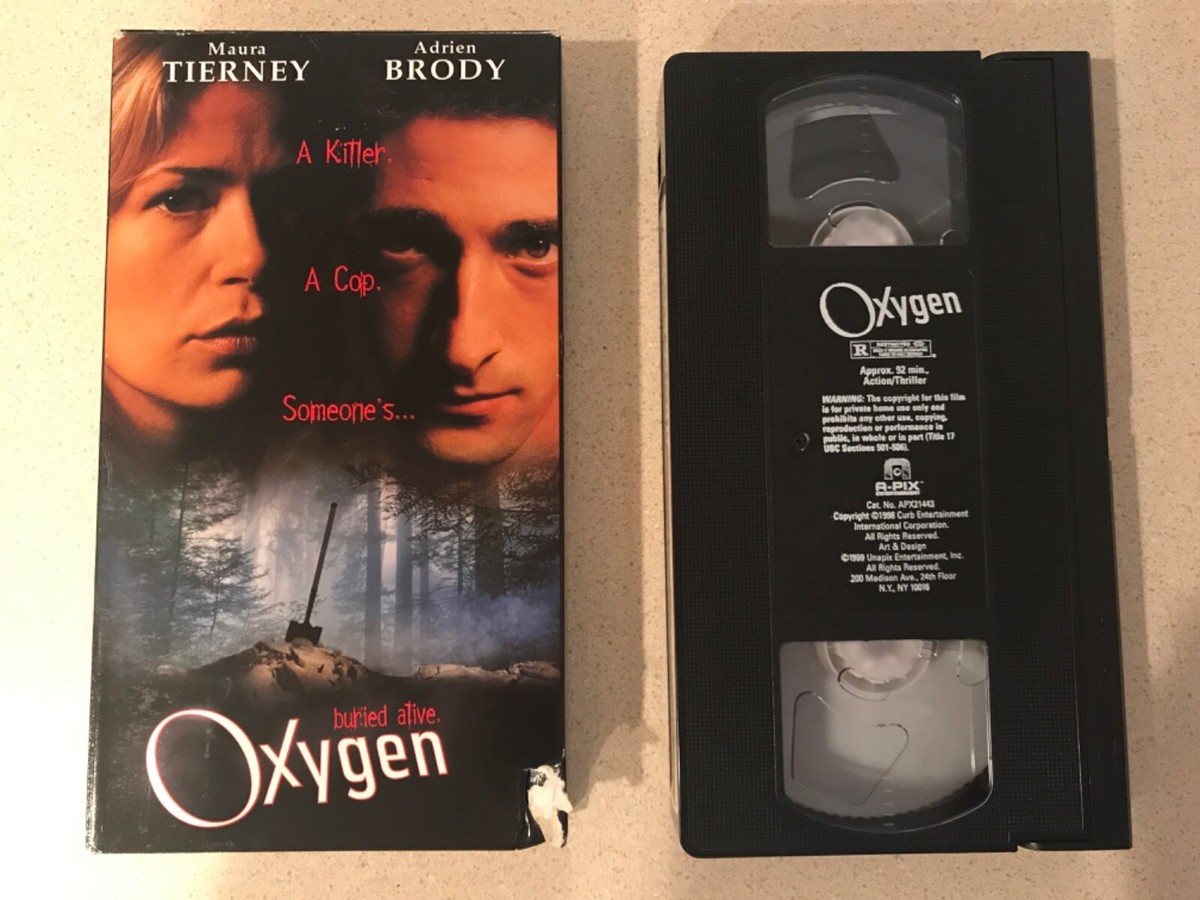 Maura
TIERNEY
Adrien
BRODY
A Killer.
A Cop.
Someone's...
buried alive.
Oxygen
Oxygen
R RESTRICTED
Approx. 92 min.,
Action/Thriller
WARNING: The copyright for this film
is for private home use only and
prohibits any other use, copying,
reproduction or performance in
public, in whole or in part (Title 17
UBC Sections 501-506).
A-PIX
ENTERTAINMENT
Cat. No. APX21443
Copyright ©1998 Curb Entertainment
International Corporation.
All Rights Reserved.
Art & Design
©1999 Unapix Entertainment, Inc.
All Rights Reserved.
200 Madison Ave., 24th Floor
N.Y., NY 10016